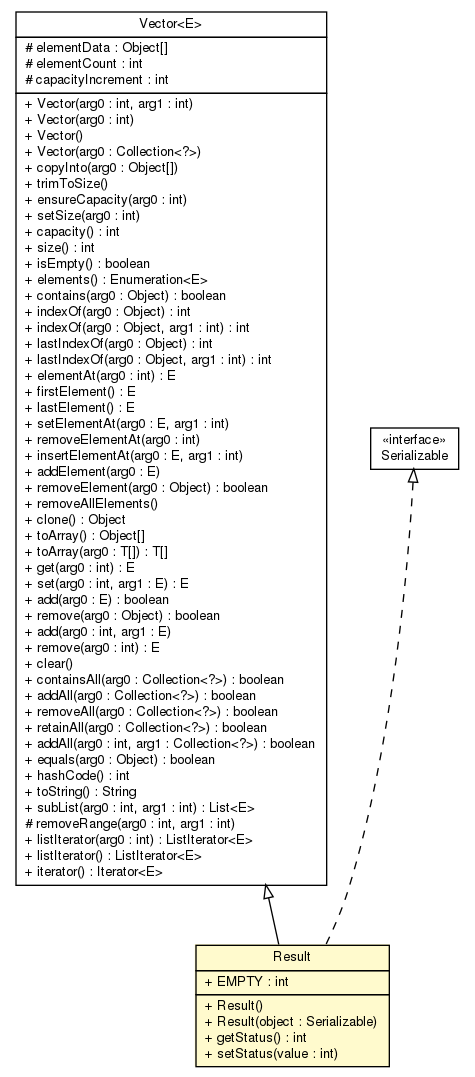 Vector<E>
# elementData : Object[]
# elementCount : int
# capacityIncrement : int
+ Vector(arg0 : int, arg1 : int)
+ Vector(arg0 : int)
+ Vector()
+ Vector(arg0 : Collection<?>)
+ copyInto(arg0 : Object[])
+ trimToSize()
+ ensureCapacity(arg0 : int)
+ setSize(arg0 : int)
+ capacity() : int
+ size() : int
+ isEmpty() : boolean
+ elements() : Enumeration<E>
+ contains(arg0 : Object) : boolean
+ indexOf(arg0 : Object) : int
+ indexOf(arg0 : Object, arg1 : int) : int
+ lastIndexOf(arg0 : Object) : int
+ lastIndexOf(arg0 : Object, arg1 : int) : int
+ elementAt(arg0 : int) : E
+ firstElement() : E
+ lastElement() : E
+ setElementAt(arg0 : E, arg1 : int)
+ removeElementAt(arg0 : int)
+ insertElementAt(arg0 : E, arg1 : int)
+ addElement(arg0 : E)
+ removeElement(arg0 : Object) : boolean
+ removeAllElements()
+ clone() : Object
+ toArray() : Object[]
+ toArray(arg0 : T[]) : T[]
+ get(arg0 : int) : E
+ set(arg0 : int, arg1 : E) : E
+ add(arg0 : E) : boolean
+ remove(arg0 : Object) : boolean
+ add(arg0 : int, arg1 : E)
+ remove(arg0 : int) : E
+ clear()
+ containsAll(arg0 : Collection<?>) : boolean
+ addAll(arg0 : Collection<?>) : boolean
+ removeAll(arg0 : Collection<?>) : boolean
+ retainAll(arg0 : Collection<?>) : boolean
+ addAll(arg0 : int, arg1 : Collection<?>) : boolean
+ equals(arg0 : Object) : boolean
+ hashCode() : int
+ toString() : String
+ subList(arg0 : int, arg1 : int) : List<E>
# removeRange(arg0 : int, arg1 : int)
+ listIterator(arg0 : int) : ListIterator<E>
+ listIterator() : ListIterator<E>
+ iterator() : Iterator<E>
«interface»
Serializable
Result
+ EMPTY : int
+ Result()
+ Result(object : Serializable)
+ getStatus() : int
+ setStatus(value : int)